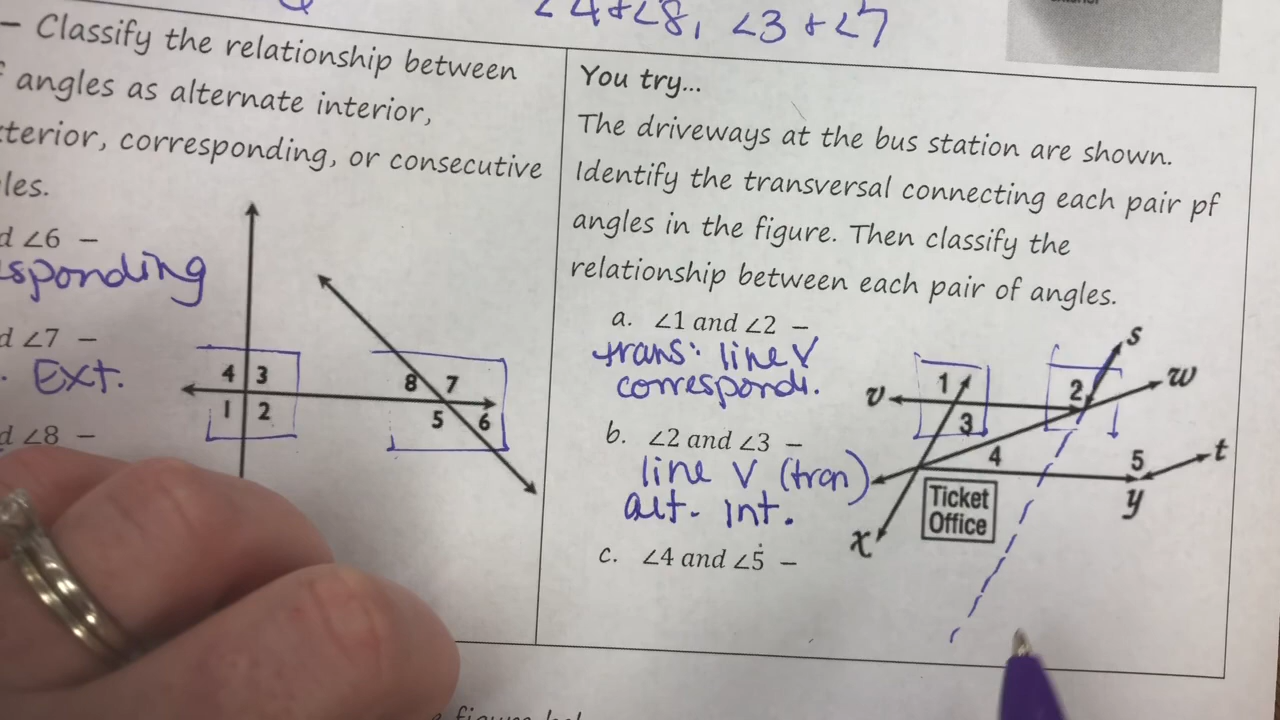 ∠4+∠8, ∠3+∠7
– Classify the relationship between
angles as alternate interior,
terior, corresponding, or consecutive
les.
d ∠6 –
sponding
d ∠7 –
. Ext.
d ∠8 –
4 3
1 2
8 7
5 6
You try...
The driveways at the bus station are shown.
Identify the transversal connecting each pair pf
angles in the figure. Then classify the
relationship between each pair of angles.
a. ∠1 and ∠2 –
trans: line V
correspond.
b. ∠2 and ∠3 –
line V (tran)
alt. int.
c. ∠4 and ∠5 –
s
v 1 2 w
3
4 5 t
Ticket
Office
y
x